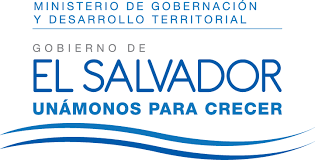 MINISTERIO DE GOBERNACIÓN
Y DESARROLLO TERRITORIAL
GOBIERNO DE
EL SALVADOR
UNÁMONOS PARA CRECER